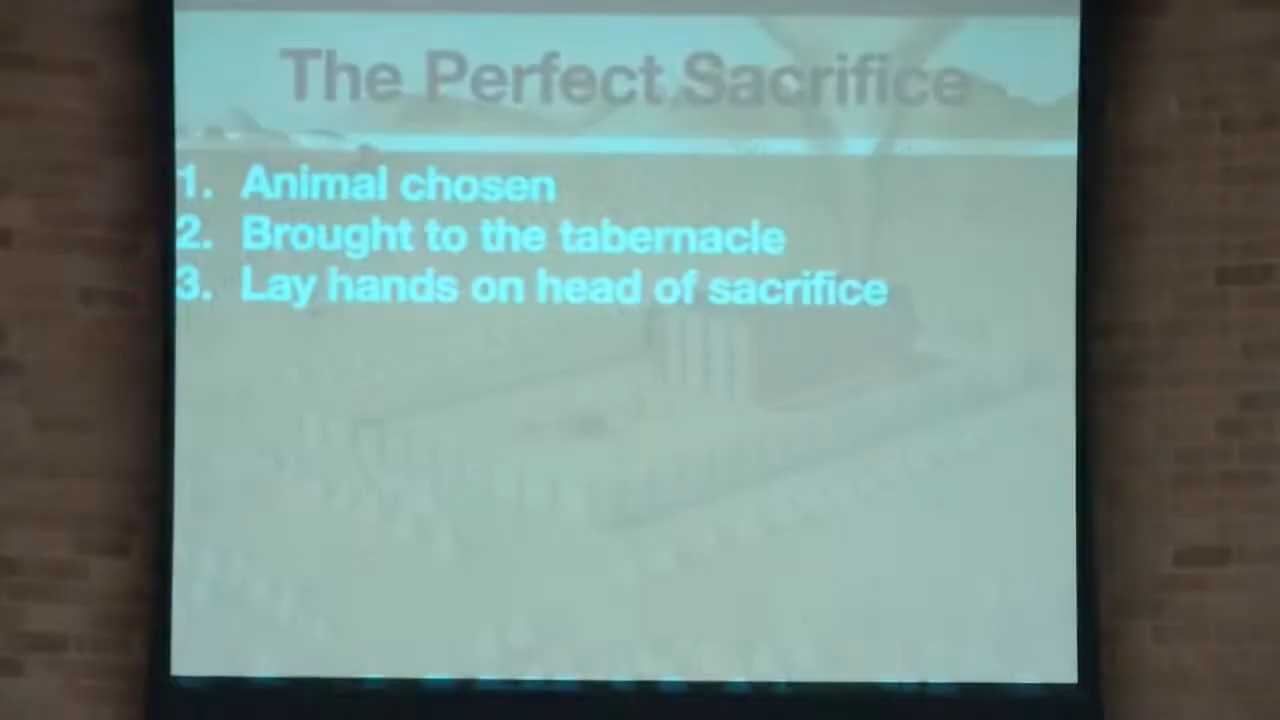 The Perfect Sacrifice
1. Animal chosen
2. Brought to the tabernacle
3. Lay hands on head of sacrifice